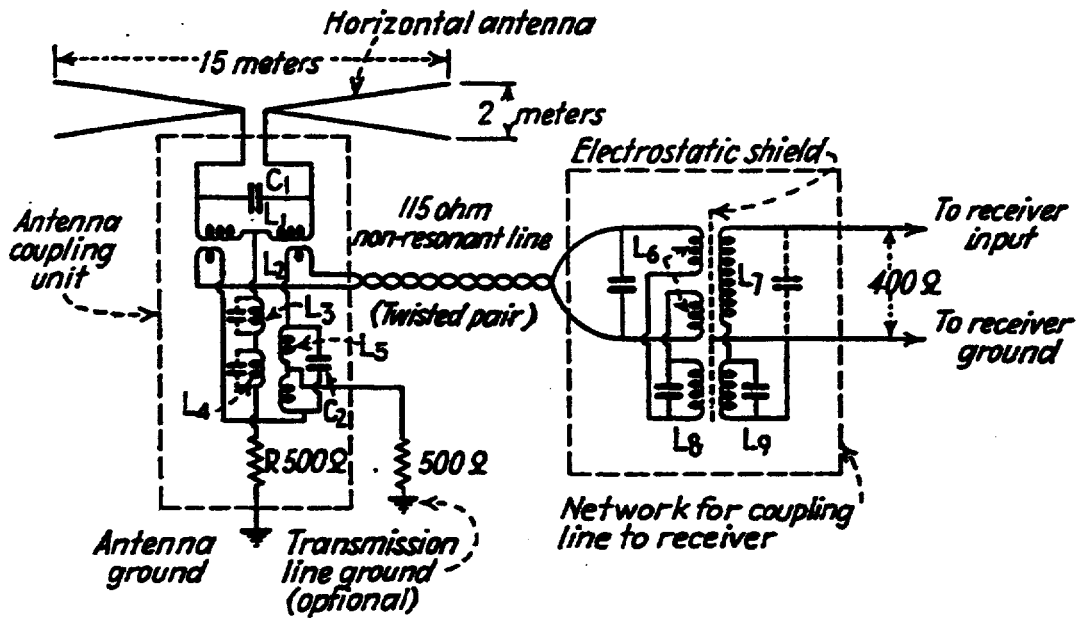 Horizontal antenna
15 meters
2 meters
Electrostatic shield
Antenna
coupling
unit
C1
L1
115 ohm
non-resonant line
L2
(Twisted pair)
L3
L5
L4
C2
R 500Ω
500Ω
Antenna
ground
Transmission
line ground
(optional)
L6
L7
To receiver
input
400Ω
To receiver
ground
L8
L9
Network for coupling
line to receiver